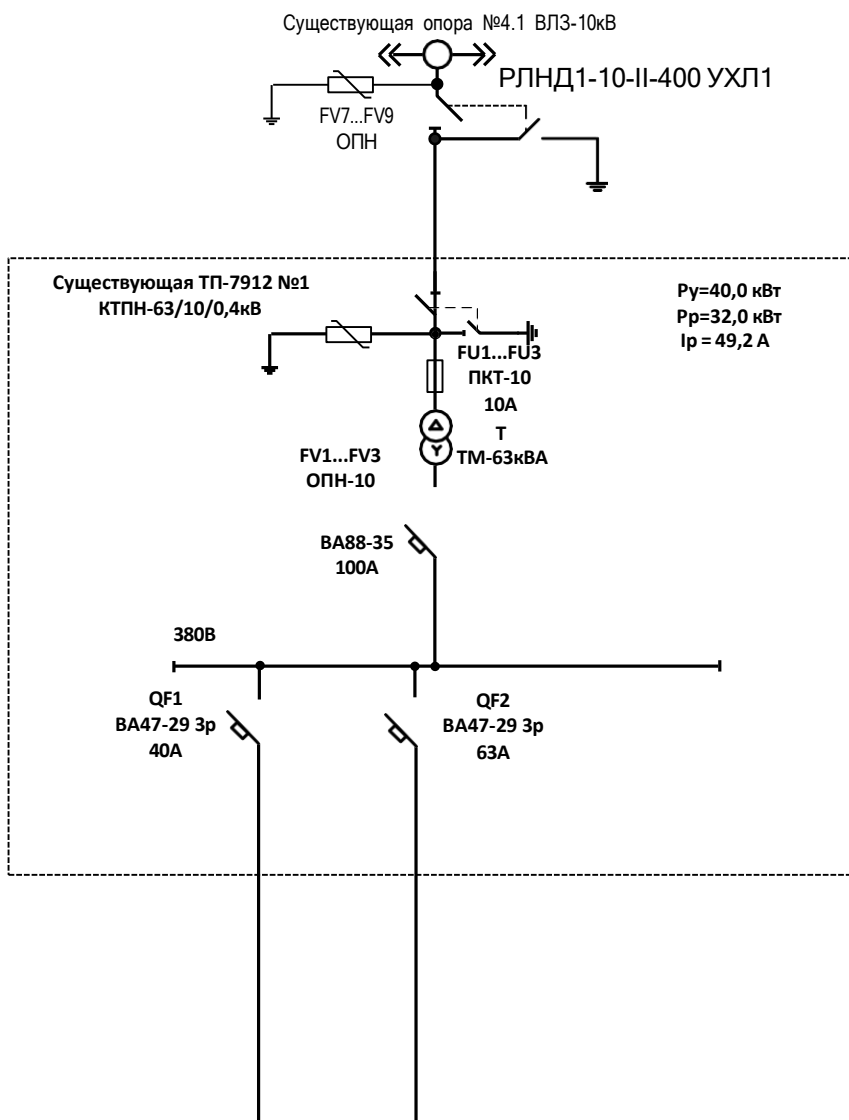 Существующая опора №4.1 ВЛЗ-10кВ
РЛНД1-10-II-400 УХЛ1
FV7...FV9
ОПН
Существующая ТП-7912 №1
КТПН-63/10/0,4кВ
Ру=40,0 кВт
Рр=32,0 кВт
Iр = 49,2 А
FU1...FU3
ПКТ-10
10А
Т
ТМ-63кВА
FV1...FV3
ОПН-10
ВА88-35
100А
380В
QF1
ВА47-29 3р
40А
QF2
ВА47-29 3р
63А